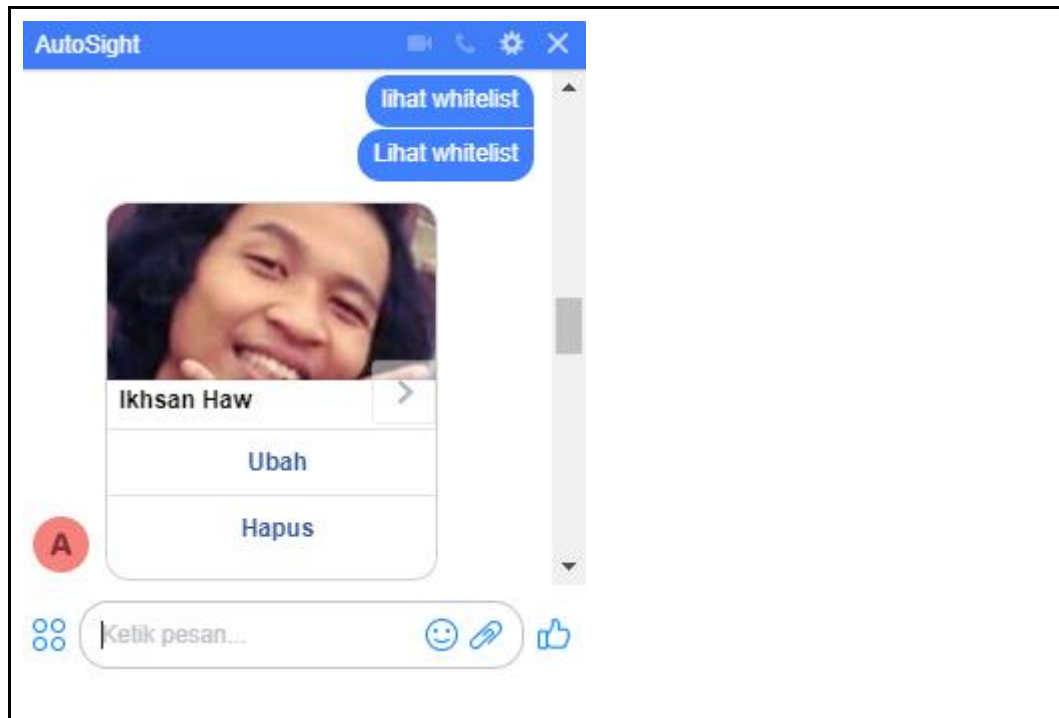 AutoSight
lihat whitelist
Lihat whitelist
Ikhsan Haw
Ubah
Hapus
A
Ketik pesan...